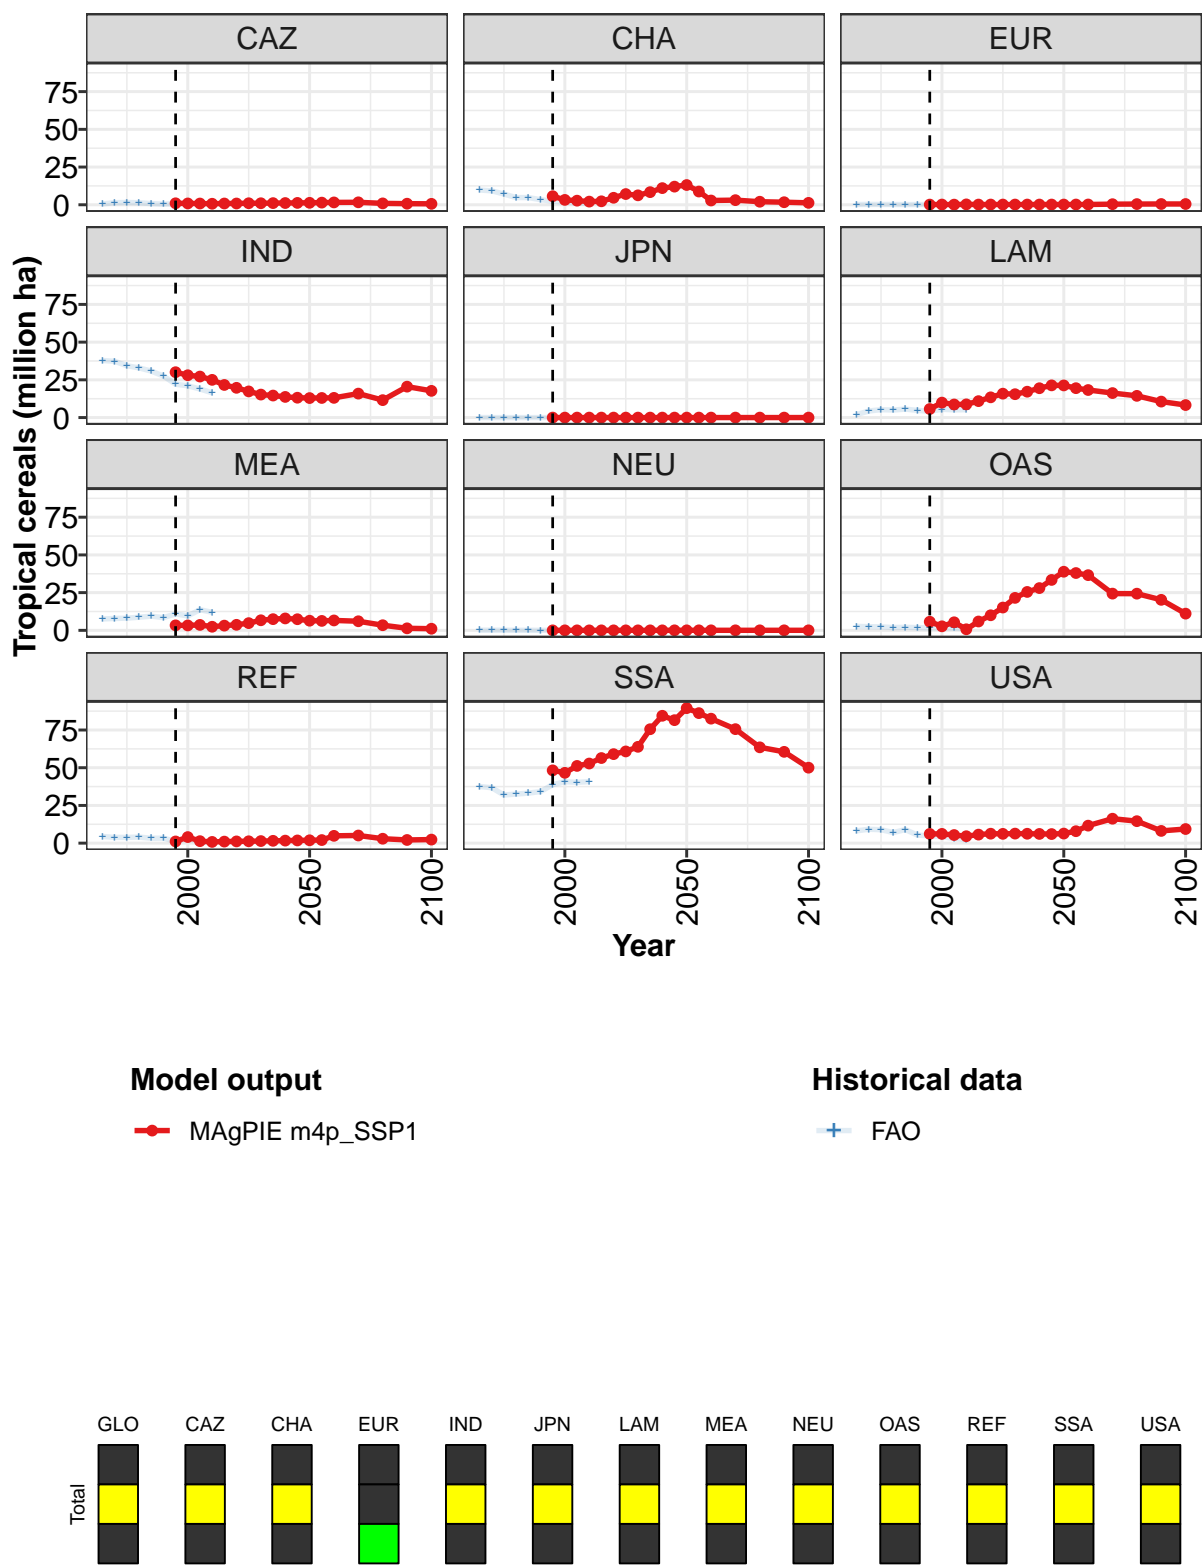 CAZ CHA EUR
75
50
25
0
IND JPN LAM
75
50
25
0
MEA NEU OAS
75
50
25
0
REF SSA USA
75
50
25
0
Tropical cereals (million ha)
2000 2050 2100 2000 2050 2100 2000 2050 2100
Year
Model output Historical data
MAgPIE m4p_SSP1 FAO
GLO CAZ CHA EUR IND JPN LAM MEA NEU OAS REF SSA USA
Total